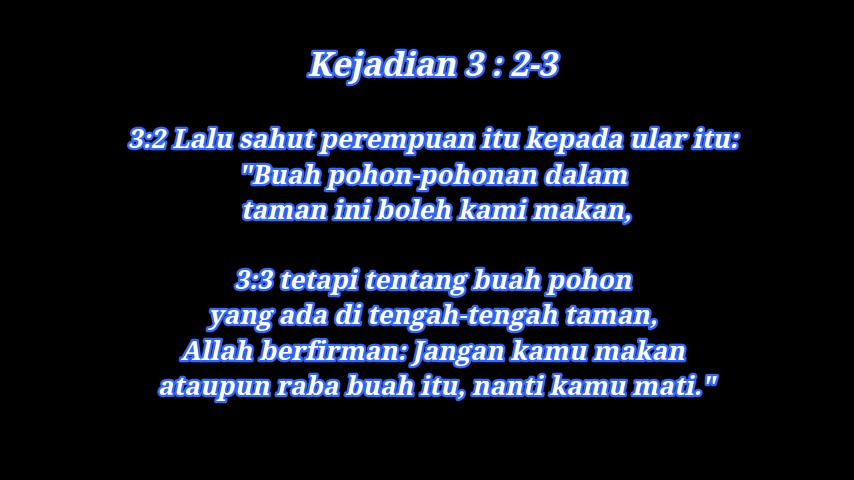 Kejadian 3 : 2-3
3:2 Lalu sahut perempuan itu kepada ular itu:
"Buah pohon-pohonan dalam
taman ini boleh kami makan,
3:3 tetapi tentang buah pohon
yang ada di tengah-tengah taman,
Allah berfirman: Jangan kamu makan
ataupun raba buah itu, nanti kamu mati."